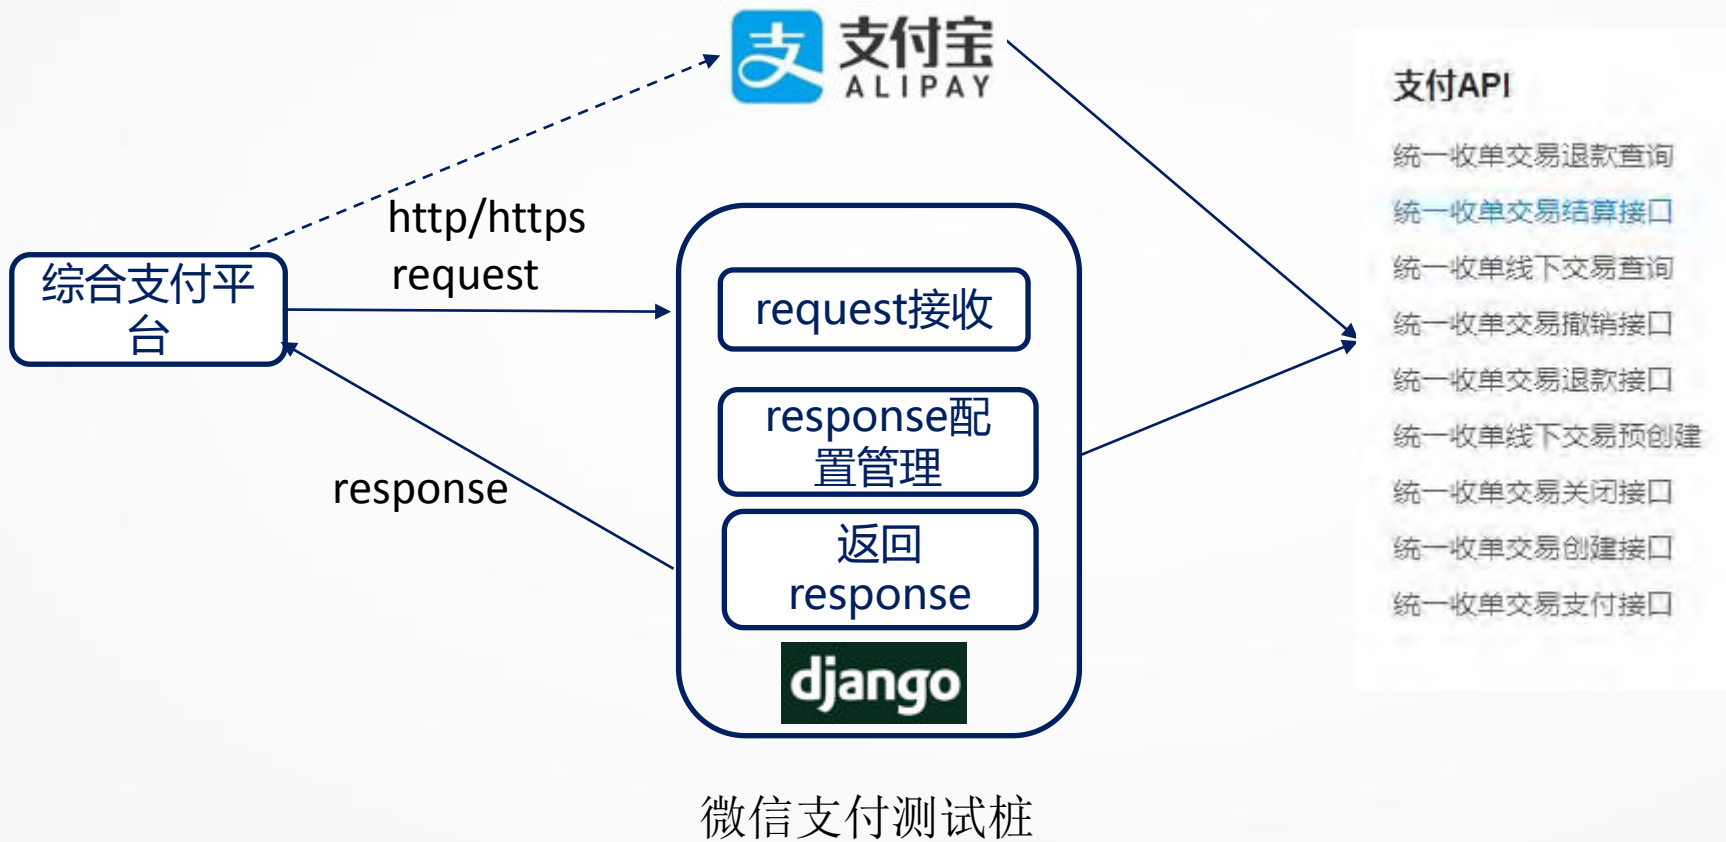 支
支付宝
ALIPAY
http/https
request
综合支付平
台
response
request接收
response配
置管理
返回
response
django
支付API
统一收单交易退款查询
统一收单交易结算接口
统一收单线下交易查询
统一收单交易撤销接口
统一收单交易退款接口
统一收单线下交易预创建
统一收单交易关闭接口
统一收单交易创建接口
统一收单交易支付接口
微信支付测试桩